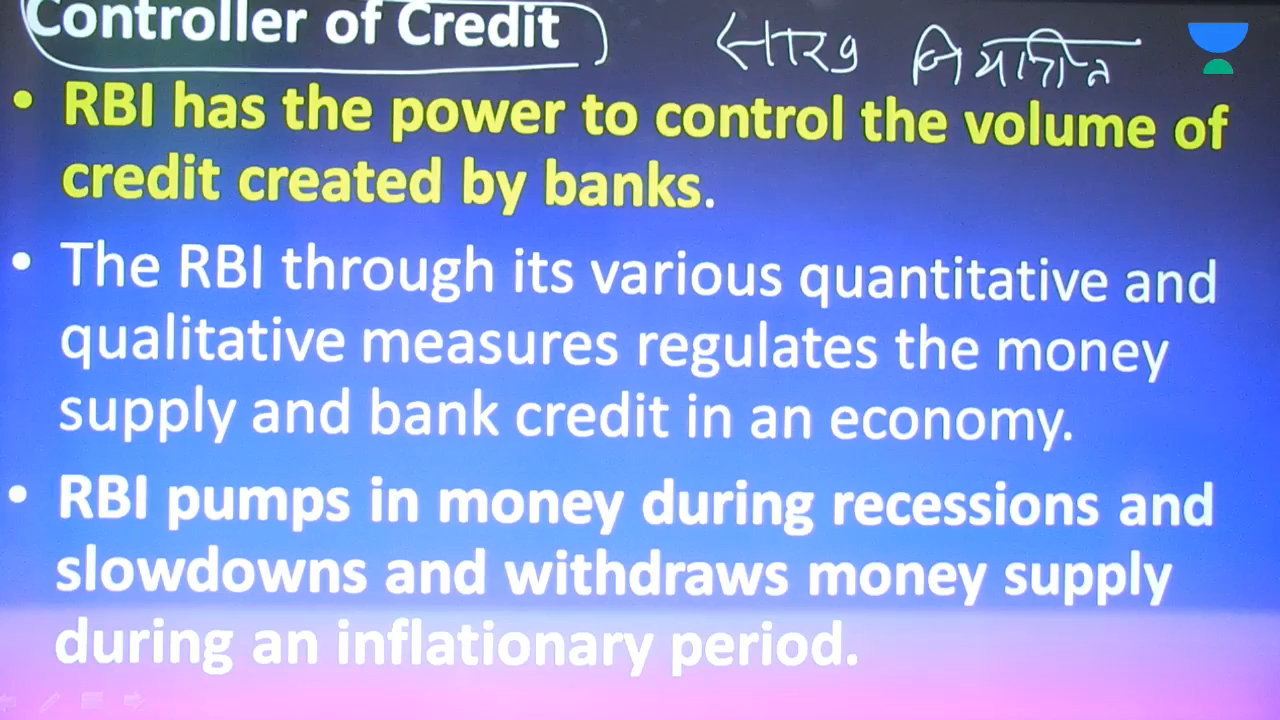 Controller of Credit
• RBI has the power to control the volume of
credit created by banks.
• The RBI through its various quantitative and
qualitative measures regulates the money
supply and bank credit in an economy.
• RBI pumps in money during recessions and
slowdowns and withdraws money supply
during an inflationary period.